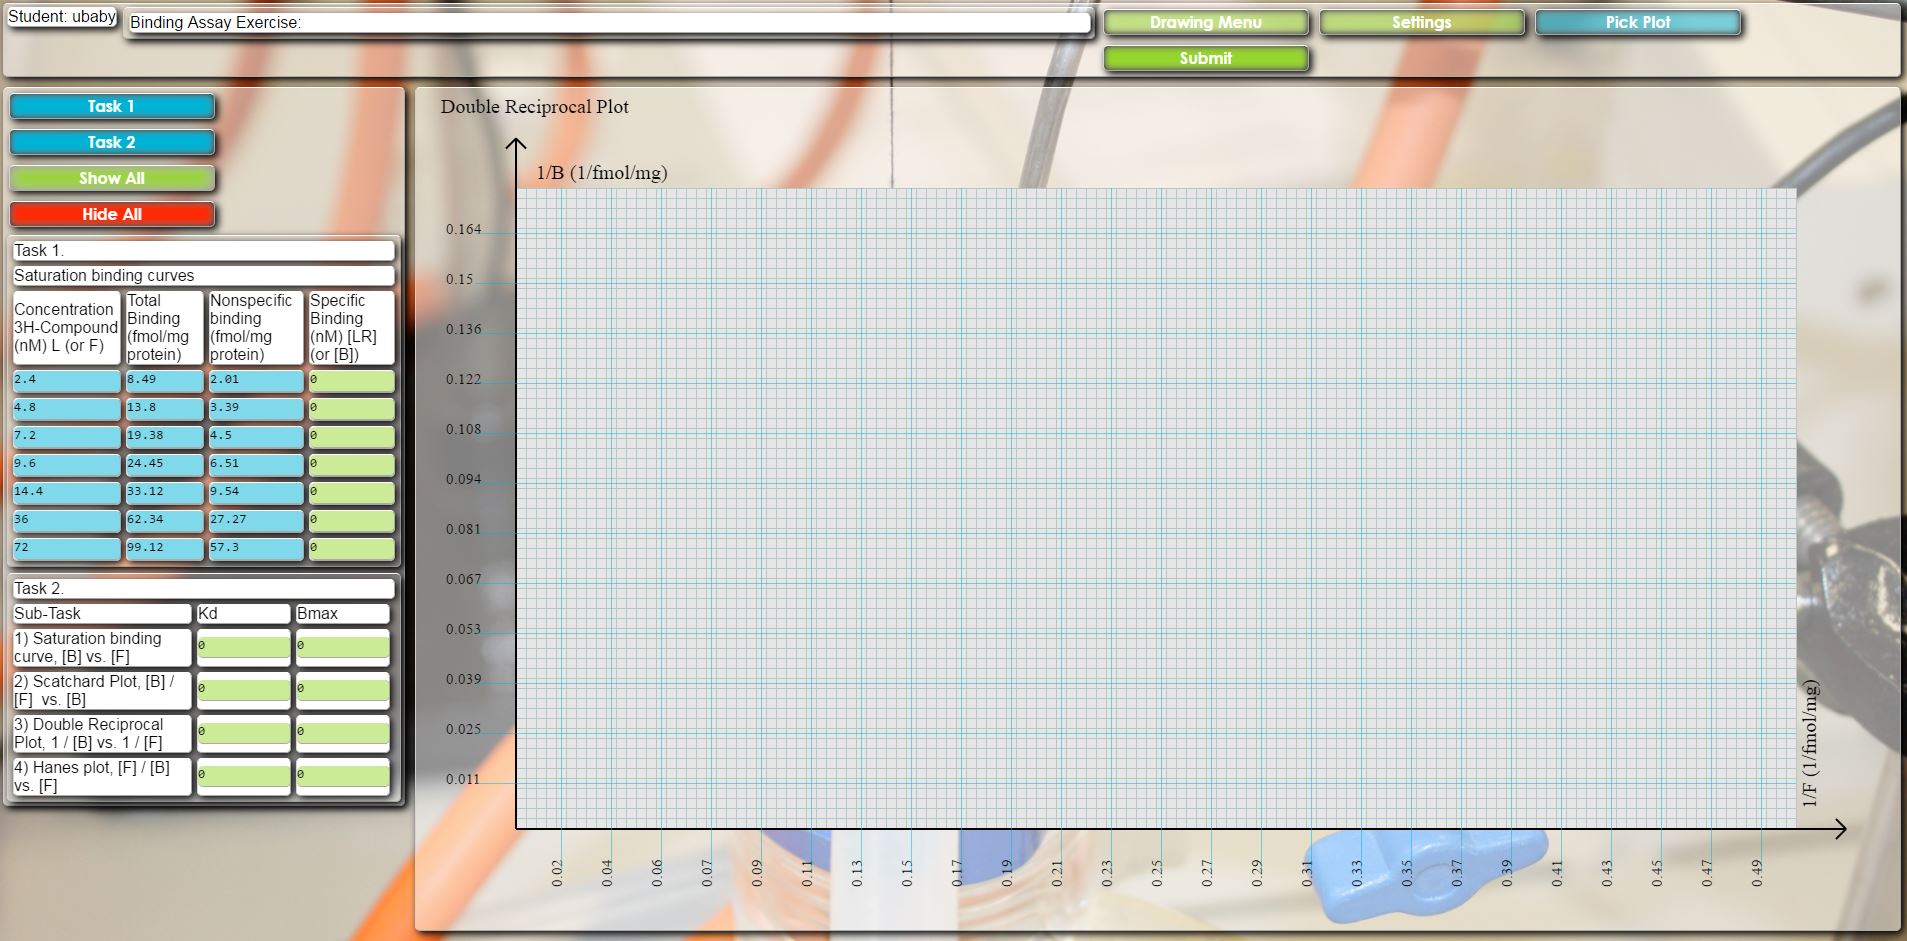 Student: ubaby
Binding Assay Exercise:
Drawing Menu
Settings
Pick Plot
Submit
Task 1
Task 2
Show All
Hide All
Task 1.
Saturation binding curves
Concentration
3H-Compound
(nM) L (or F)
Total
Binding
(fmol/mg
protein)
Nonspecific
binding
(fmol/mg
protein)
Specific
Binding
(nM) [LR]
(or [B])
2.4 8.49 2.01 0
4.8 13.8 3.39 0
7.2 19.38 4.5 0
9.6 24.45 6.51 0
14.4 33.12 9.54 0
36 62.34 27.27 0
72 99.12 57.3 0
Task 2.
Sub-Task Kd Bmax
1) Saturation binding
curve, [B] vs. [F]
0 0
2) Scatchard Plot, [B] /
[F] vs. [B]
0 0
3) Double Reciprocal
Plot, 1 / [B] vs. 1 / [F]
0 0
4) Hanes plot, [F] / [B]
vs. [F]
0 0
Double Reciprocal Plot
1/B (1/fmol/mg)
0.164
0.15
0.136
0.122
0.108
0.094
0.081
0.067
0.053
0.039
0.025
0.011
0.02 0.04 0.06 0.07 0.09 0.11 0.13 0.15 0.17 0.19 0.21 0.23 0.25 0.27 0.29 0.31 0.33 0.35 0.37 0.39 0.41 0.43 0.45 0.47 0.49
1/F (1/fmol/mg)